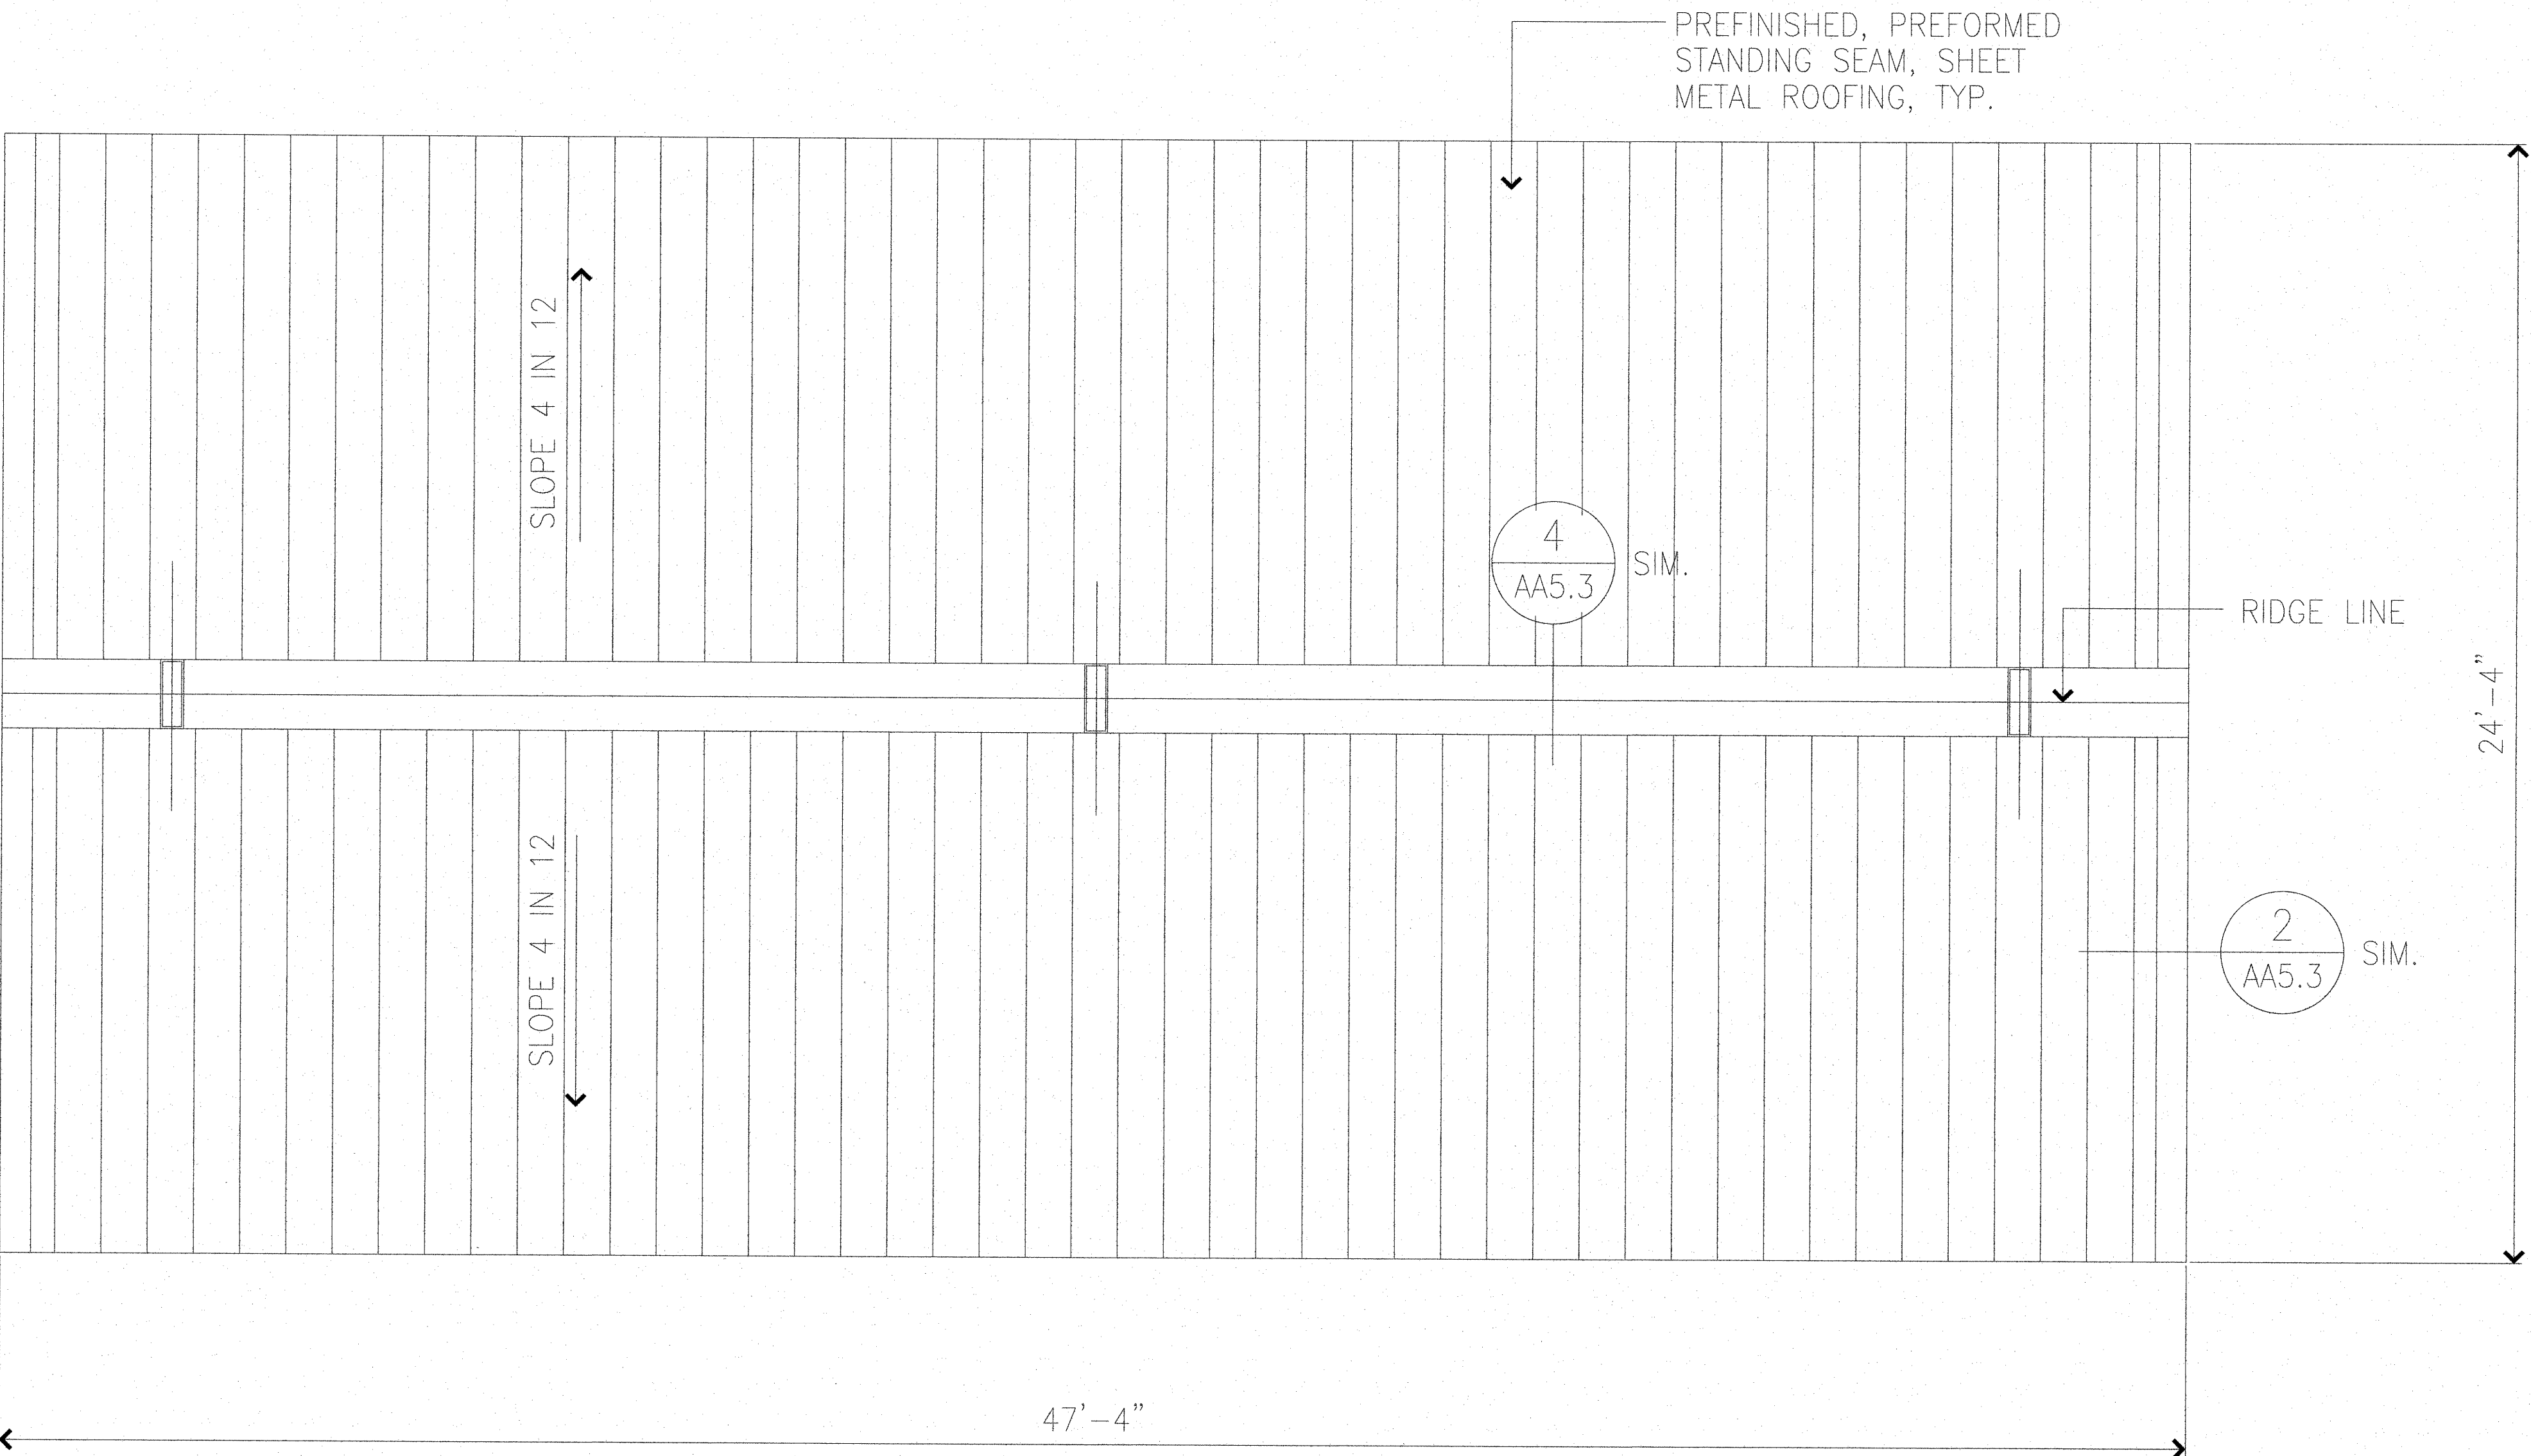 PREFINISHED, PREFORMED
STANDING SEAM, SHEET
METAL ROOFING, TYP.
SLOPE 4 IN 12
4
AA5.3
SIM.
RIDGE LINE
24'-4"
SLOPE 4 IN 12
2
AA5.3
SIM.
47'-4"